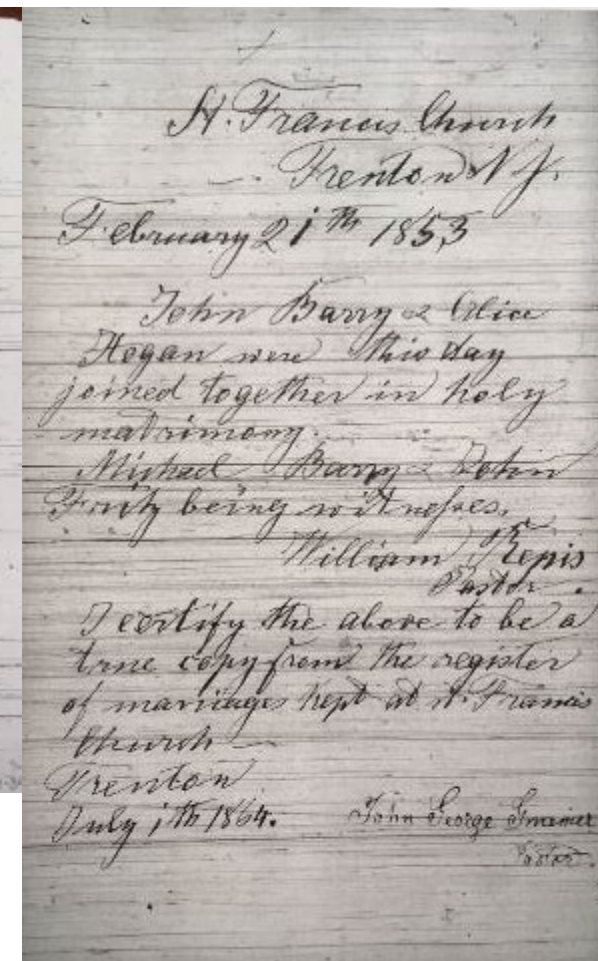 St. Francis Church
Trenton N J.
February 21th 1853
John Barry & Alice
Hogan were this day
joined together in holy
matrimony.
Michael Barry & John
Fritz being witnesses.
William
Pastor.
I certify the above to be a
true copy from the register
of marriages kept at St. Francis
Church
Trenton
July 1th 1864. John George
Pastor.